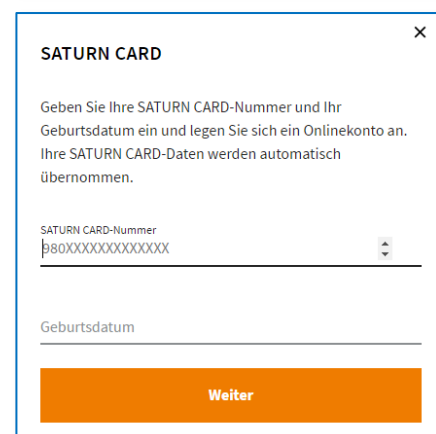 SATURN CARD
Geben Sie Ihre SATURN CARD-Nummer und Ihr
Geburtsdatum ein und legen Sie sich ein Onlinekonto an.
Ihre SATURN CARD-Daten werden automatisch
übernommen.
SATURN CARD-Nummer
980XXXXXXXXXXXXX
Geburtsdatum
Weiter